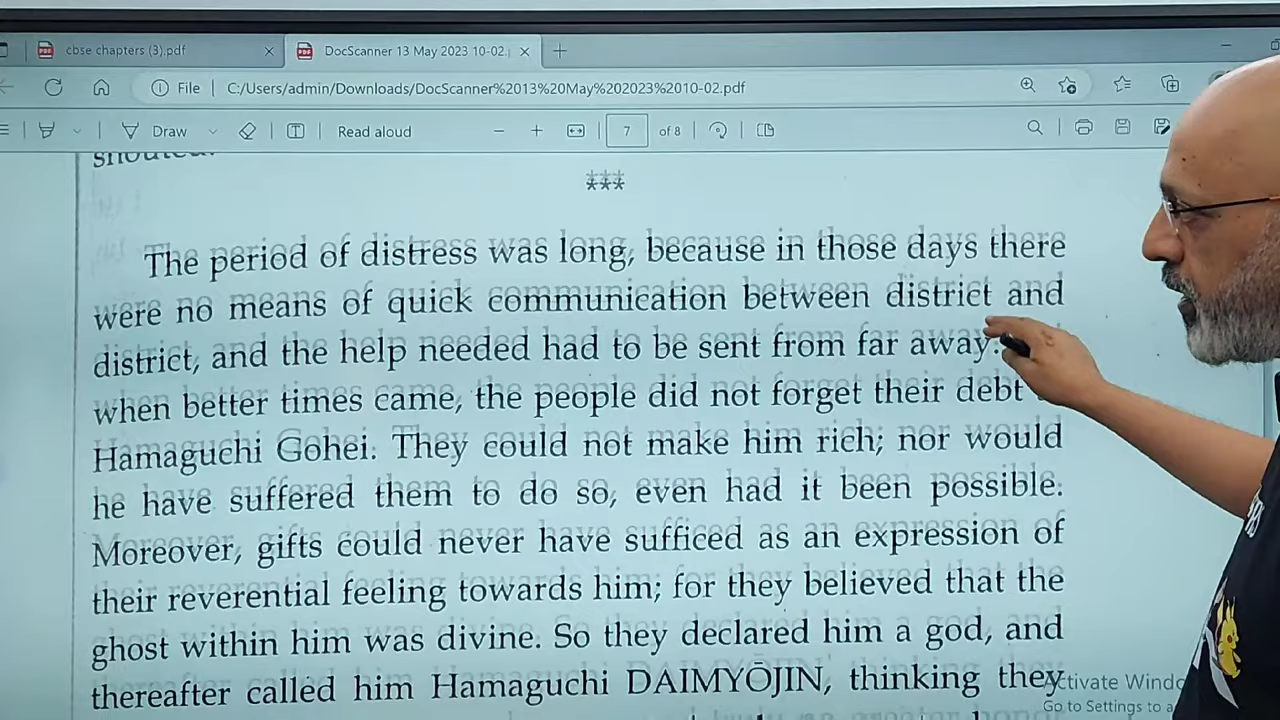 cbse chapters (3).pdf
DocScanner 13 May 2023 10-02.
File
C:/Users/admin/Downloads/DocScanner%2013%20May%202023%2010-02.pdf
Draw
Read aloud
7
of 8
shouted.
***
The period of distress was long, because in those days there
were no means of quick communication between district and
district, and the help needed had to be sent from far away.
when better times came, the people did not forget their debt
Hamaguchi Gohei. They could not make him rich; nor would
he have suffered them to do so, even had it been possible.
Moreover, gifts could never have sufficed as an expression of
their reverential feeling towards him; for they believed that the
ghost within him was divine. So they declared him a god, and
thereafter called him Hamaguchi DAIMYŌJIN, thinking they
Go to Settings to a